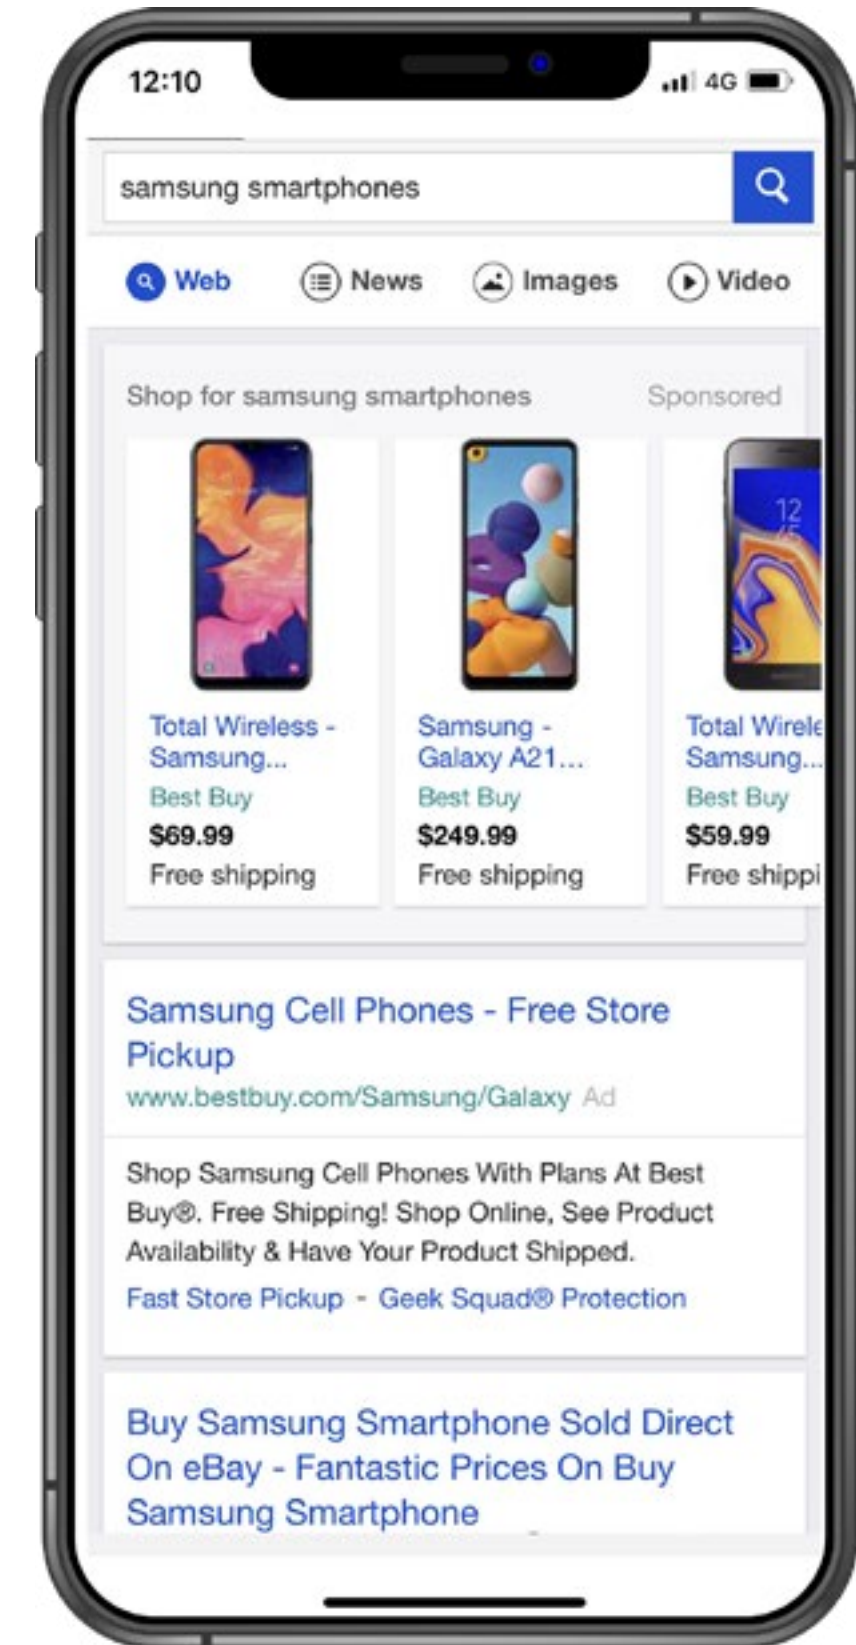 12:10
4G
samsung smartphones
Web News Images Video
Shop for samsung smartphones Sponsored
12
45
Total Wireless -
Samsung...
Best Buy
$69.99
Free shipping
Samsung -
Galaxy A21...
Best Buy
$249.99
Free shipping
Total Wirele
Samsung...
Best Buy
$59.99
Free shippi
Samsung Cell Phones - Free Store
Pickup
www.bestbuy.com/Samsung/Galaxy Ad
Shop Samsung Cell Phones With Plans At Best
Buy®. Free Shipping! Shop Online, See Product
Availability & Have Your Product Shipped.
Fast Store Pickup - Geek Squad® Protection
Buy Samsung Smartphone Sold Direct
On eBay - Fantastic Prices On Buy
Samsung Smartphone